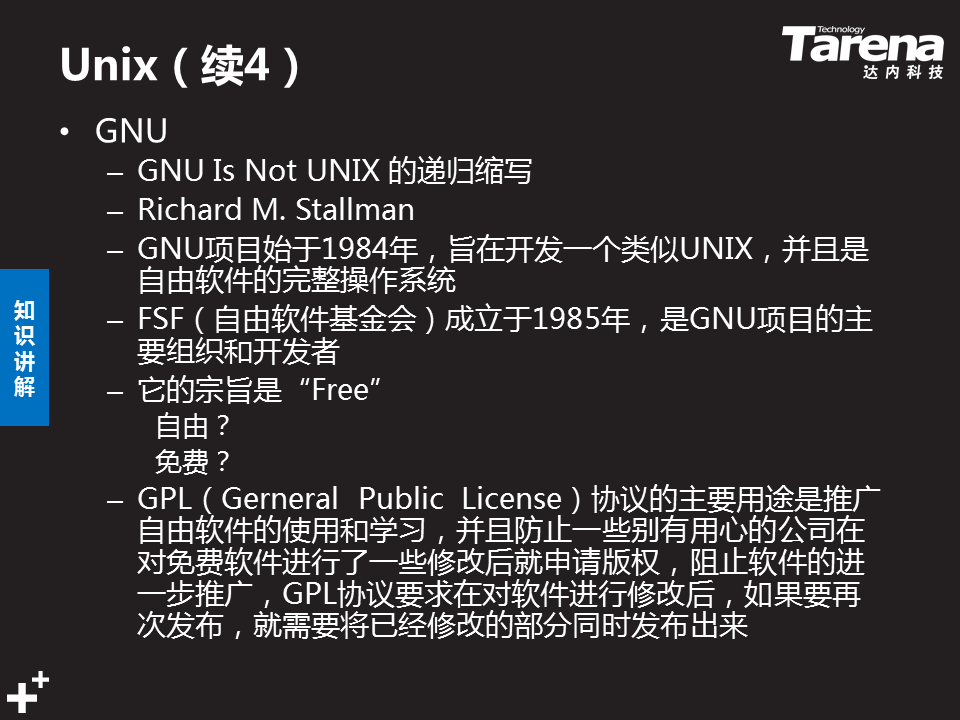 Unix（续4）
Technology
Tarena
达内科技
• GNU
– GNU Is Not UNIX 的递归缩写
– Richard M. Stallman
– GNU项目始于1984年，旨在开发一个类似UNIX，并且是
自由软件的完整操作系统
– FSF（自由软件基金会）成立于1985年，是GNU项目的主
要组织和开发者
– 它的宗旨是“Free”
自由？
免费？
– GPL（Gerneral Public License）协议的主要用途是推广
自由软件的使用和学习，并且防止一些别有用心的公司在
对免费软件进行了一些修改后就申请版权，阻止软件的进
一步推广，GPL协议要求在对软件进行修改后，如果要再
次发布，就需要将已经修改的部分同时发布出来
知
识
讲
解